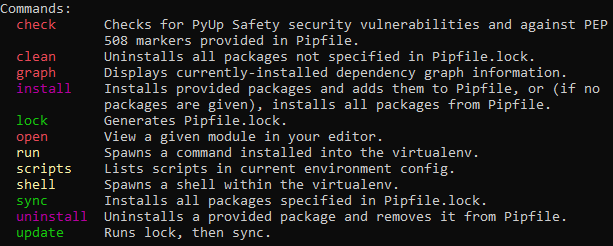 Commands:
check Checks for PyUp Safety security vulnerabilities and against PEP
508 markers provided in Pipfile.
clean Uninstalls all packages not specified in Pipfile.lock.
graph Displays currently-installed dependency graph information.
install Installs provided packages and adds them to Pipfile, or (if no
packages are given), installs all packages from Pipfile.
lock Generates Pipfile.lock.
open View a given module in your editor.
run Spawns a command installed into the virtualenv.
scripts Lists scripts in current environment config.
shell Spawns a shell within the virtualenv.
sync Installs all packages specified in Pipfile.lock.
uninstall Uninstalls a provided package and removes it from Pipfile.
update Runs lock, then sync.